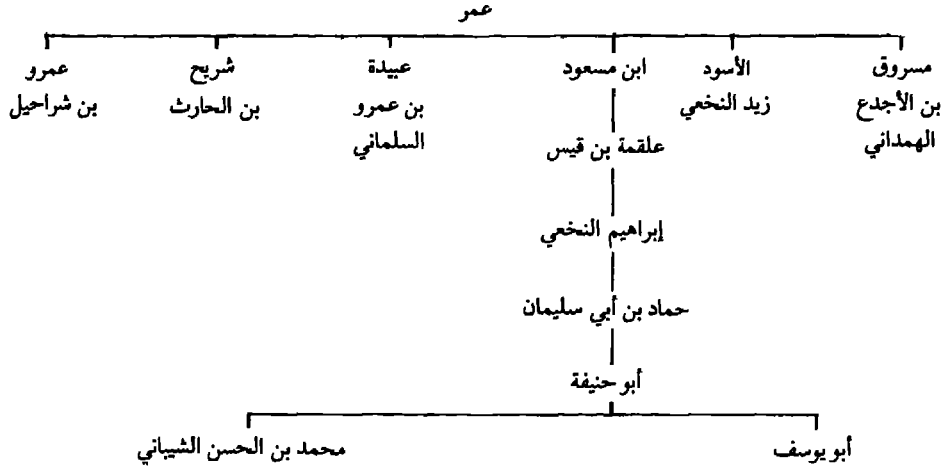 عمر
مسروق
بن الأجدع
الهمداني
الأسود
زيد النخعي
ابن مسعود
عبيدة
بن عمرو
السلماني
شريح
بن الحارث
عمرو
بن شراحيل
علقمة بن قيس
إبراهيم النخعي
حماد بن أبي سليمان
أبو حنيفة
أبو يوسف
محمد بن الحسن الشيباني